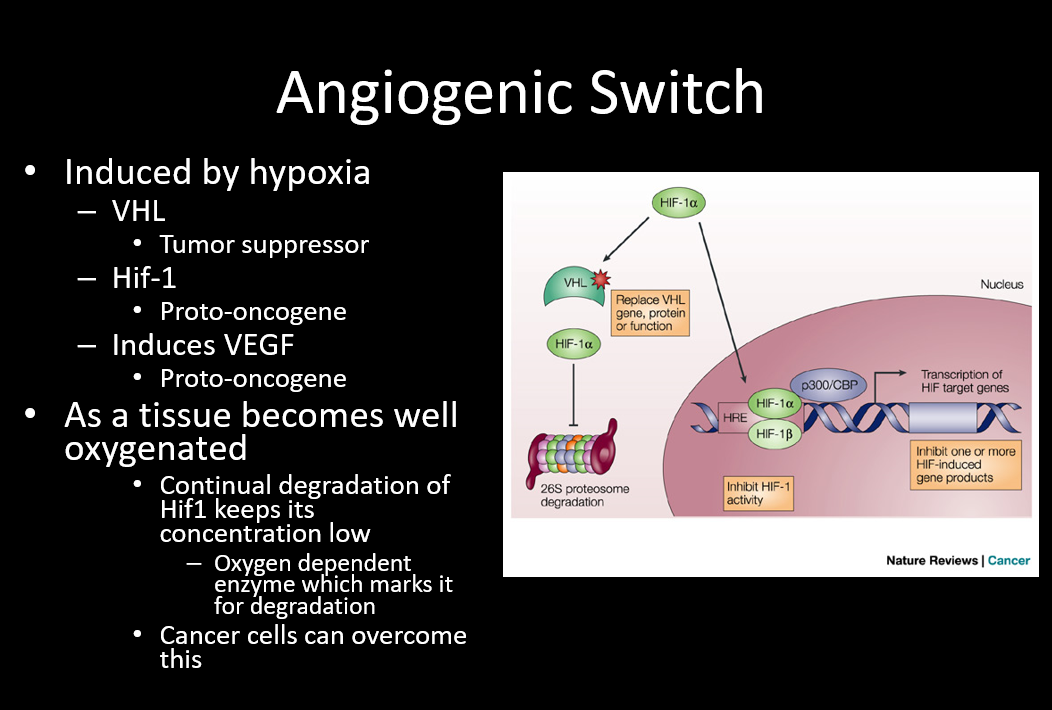 Angiogenic Switch
• Induced by hypoxia
– VHL
• Tumor suppressor
– Hif-1
• Proto-oncogene
– Induces VEGF
• Proto-oncogene
• As a tissue becomes well
oxygenated
• Continual degradation of
Hif1 keeps its
concentration low
– Oxygen dependent
enzyme which marks it
for degradation
• Cancer cells can overcome
this
HIF-1α
VHL
Replace VHL
gene, protein
or function
HIF-1α
26S proteosome
degradation
Nucleus
p300/CBP
Transcription of
HIF target genes
HRE
HIF-1α
HIF-1β
Inhibit HIF-1
activity
Inhibit one or more
HIF-induced
gene products
Nature Reviews | Cancer